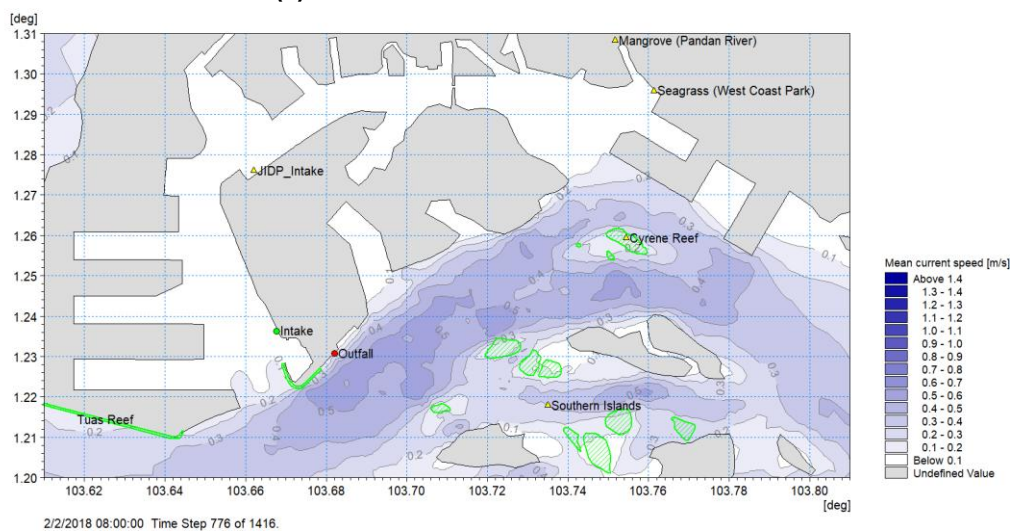 [deg]
1.31
1.30
1.29
1.28
1.27
1.26
1.25
1.24
1.23
1.22
1.21
1.20
Mangrove (Pandan River)
Seagrass (West Coast Park)
JIDP_Intake
Cyrene Reef
Intake
Outfall
Southern Islands
Tuas Reef
103.62 103.64 103.66 103.68 103.70 103.72 103.74 103.76 103.78 103.80
[deg]
2/2/2018 08:00:00 Time Step 776 of 1416.
Mean current speed [m/s]
Above 1.4
1.3 - 1.4
1.2 - 1.3
1.1 - 1.2
1.0 - 1.1
0.9 - 1.0
0.8 - 0.9
0.7 - 0.8
0.6 - 0.7
0.5 - 0.6
0.4 - 0.5
0.3 - 0.4
0.2 - 0.3
0.1 - 0.2
Below 0.1
Undefined Value